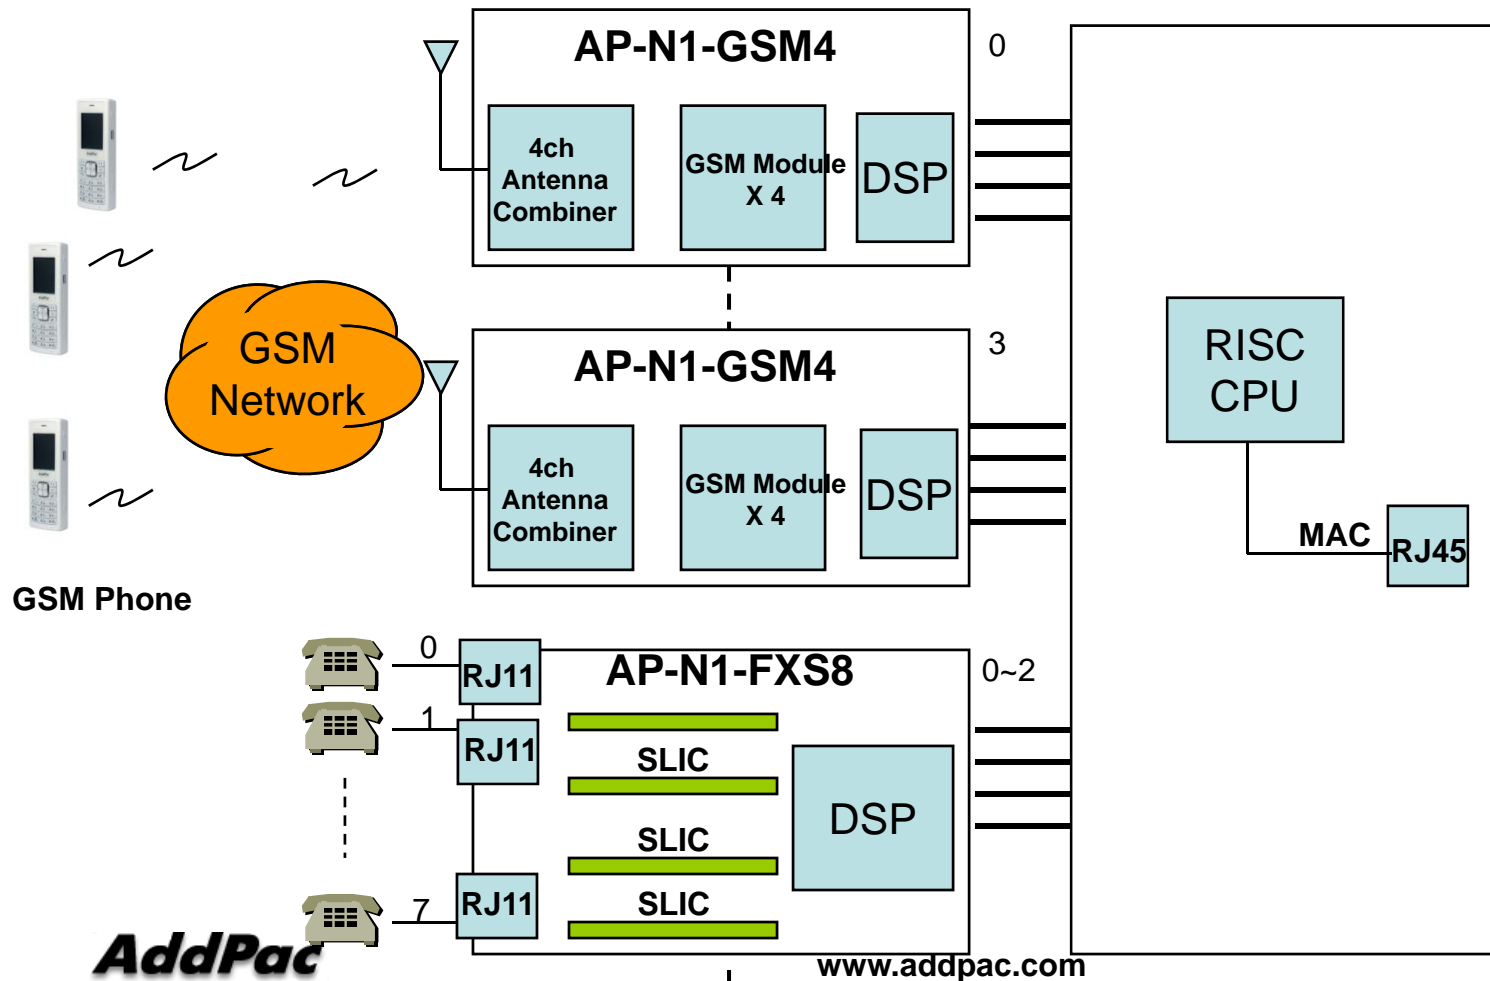 AP-N1-GSM4
0
4ch
Antenna
Combiner
GSM Module
X 4
DSP
AP-N1-GSM4
3
4ch
Antenna
Combiner
GSM Module
X 4
DSP
GSM
Network
GSM Phone
RISC
CPU
MAC
RJ45
0
RJ11
AP-N1-FXS8
0~2
1
RJ11
SLIC
DSP
SLIC
7
RJ11
SLIC
AddPac
www.addpac.com